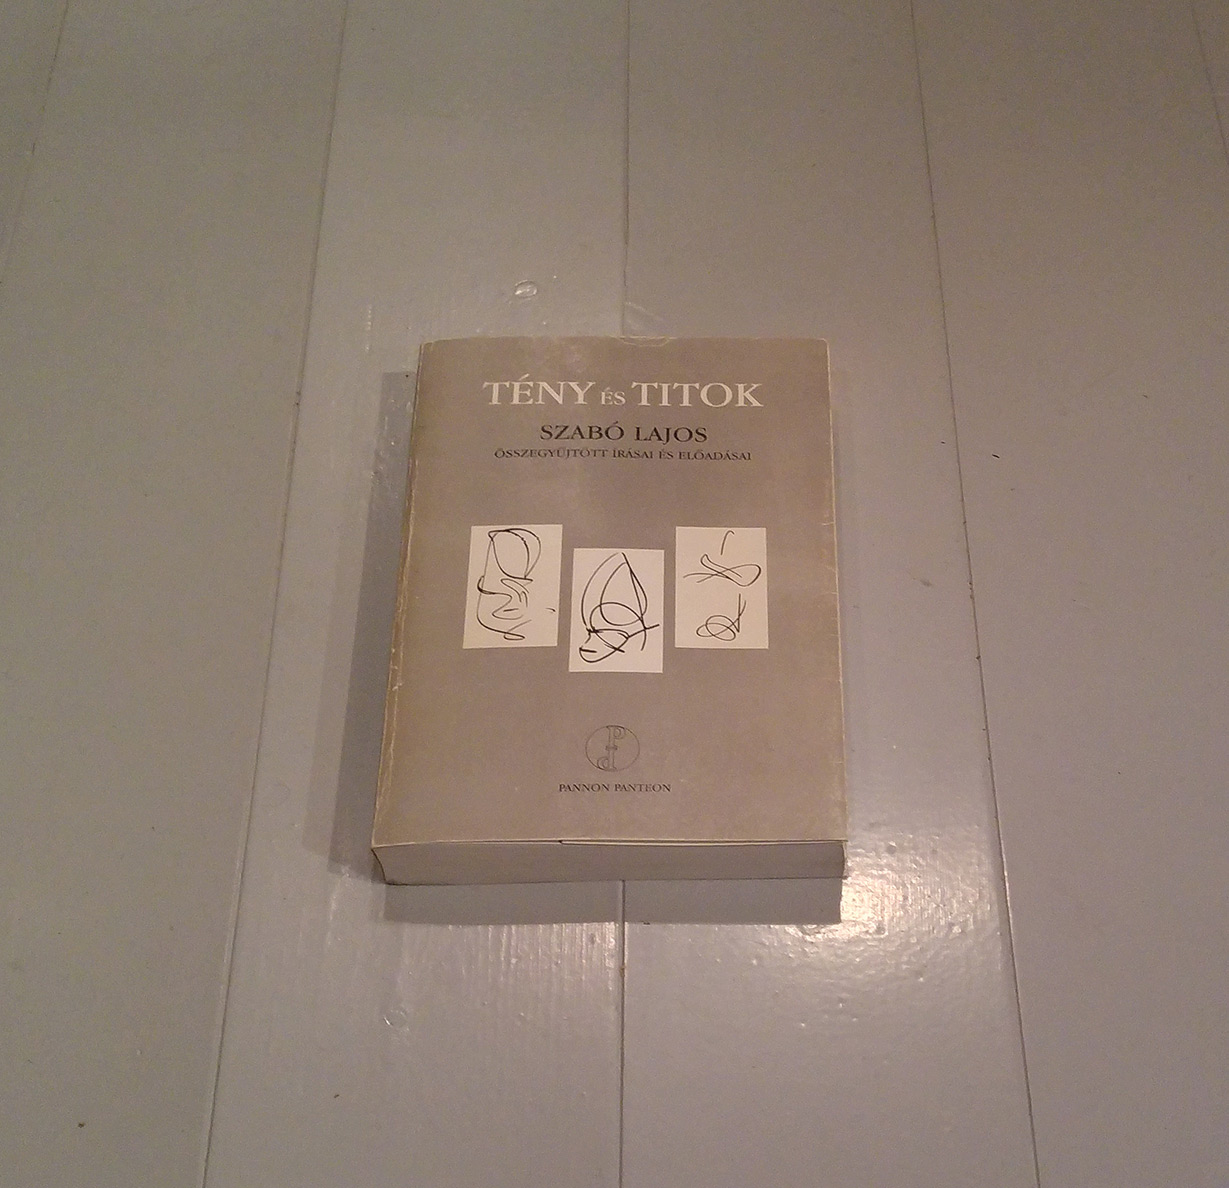 TÉNY ÉS TITOK
SZABÓ LAJOS
ÖSSZEGYŰJTÖTT ÍRÁSAI ÉS ELŐADÁSAI
PANNON PANTEON